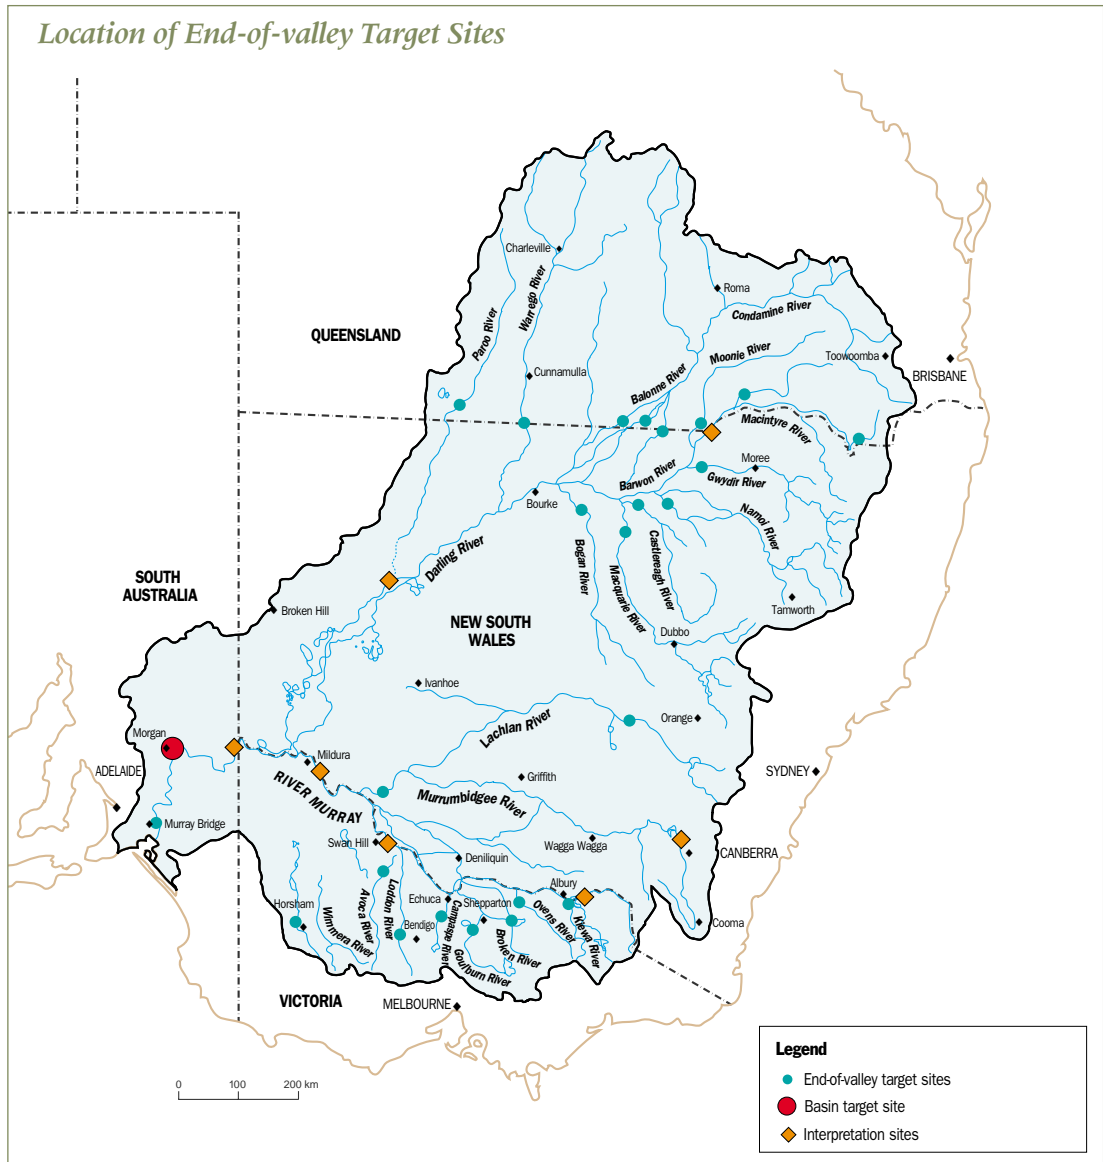 Location of End-of-valley Target Sites
Charleville
Roma
Warrego River
Condamine River
Paroo River
QUEENSLAND
Moonie River
Toowoomba
Cunnamulla
BRISBANE
Balonne River
Macintyre River
Moree
Barwon River
Gwydir River
Bourke
Namoi River
Darling River
Bogan River
Castlereagh River
Macquarie River
SOUTH
AUSTRALIA
Broken Hill
Tamworth
NEW SOUTH
WALES
Dubbo
Ivanhoe
Lachlan River
Orange
Morgan
Mildura
ADELAIDE
Griffith
SYDNEY
RIVER MURRAY
Murrumbidgee River
Murray Bridge
Swan Hill
Wagga Wagga
CANBERRA
Deniliquin
Albury
Echuca
Shepparton
Horsham
Wimmera River
Avoca River
Loddon River
Bendigo
Campaspe River
Goulburn River
Broken River
Ovens River
Kiewa River
Cooma
VICTORIA
MELBOURNE
0 100 200 km
Legend
End-of-valley target sites
Basin target site
Interpretation sites